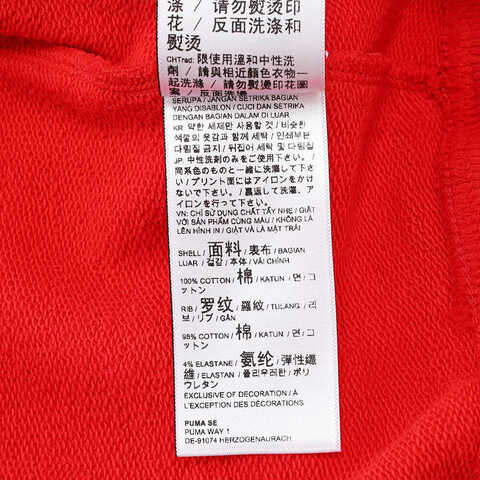 涤 / 请勿熨烫印
花 / 反面洗涤和
熨烫
CHTrad: 限使用溫和中性洗
劑 / 請與相近顏色衣物一
起洗滌 / 請勿熨燙印花圖
案 / 反面熨燙
SERUPA / JANGAN SETRIKA BAGIAN
YANG DISABLON / CUCI DAN SETRIKA
DENGAN BAGIAN DALAM DI LUAR
KR: 약한 세제만 사용할 것 / 비슷한
색깔의 옷감과 함께 세탁 / 인쇄부분
다림질 금지 / 뒤집어 세탁 및 다림질
JP: 中性洗剤のみをご使用下さい。 /
同系色のものと一緒に洗濯して下さ
い / プリント面にはアイロンをかけ
ないで下さい。 / 裏返して洗濯、ア
イロンを行って下さい。
VN: CHỈ SỬ DỤNG CHẤT TẨY NHẸ / GIẶT
VỚI SẢN PHẨM CÙNG MÀU / KHÔNG LÀ
LÊN HÌNH IN / GIẶT VÀ LÀ MẶT TRÁI
SHELL / 面料 / 表布 / BAGIAN
LUAR / 겉감 / 本体 / VẢI CHÍNH
100% COTTON / 棉 / KATUN / 면 / コ
ットン
RIB / 罗纹 / 羅紋 / TULANG / 리
브 / リブ / GÂN
96% COTTON / 棉 / KATUN / 면 / コ
ットン
4% ELASTANE / 氨纶 / 彈性纖
維 / ELASTAN / 폴리우레탄 / ポリ
ウレタン
EXCLUSIVE OF DECORATION / À
L'EXCEPTION DES DÉCORATIONS
PUMA SE
PUMA WAY 1
DE-91074 HERZOGENAURACH